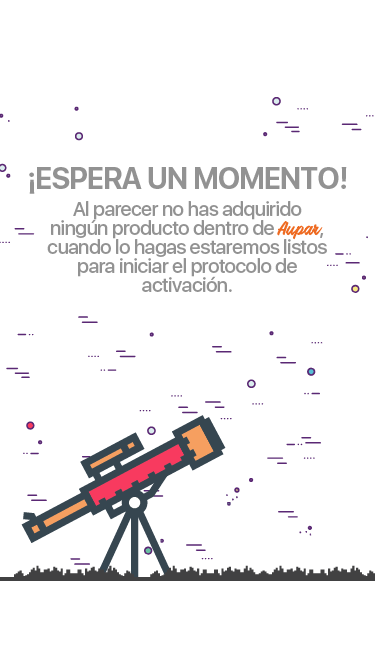 ¡ESPERA UN MOMENTO!
Al parecer no has adquirido
ningún producto dentro de Aupar,
cuando lo hagas estaremos listos
para iniciar el protocolo de
activación.